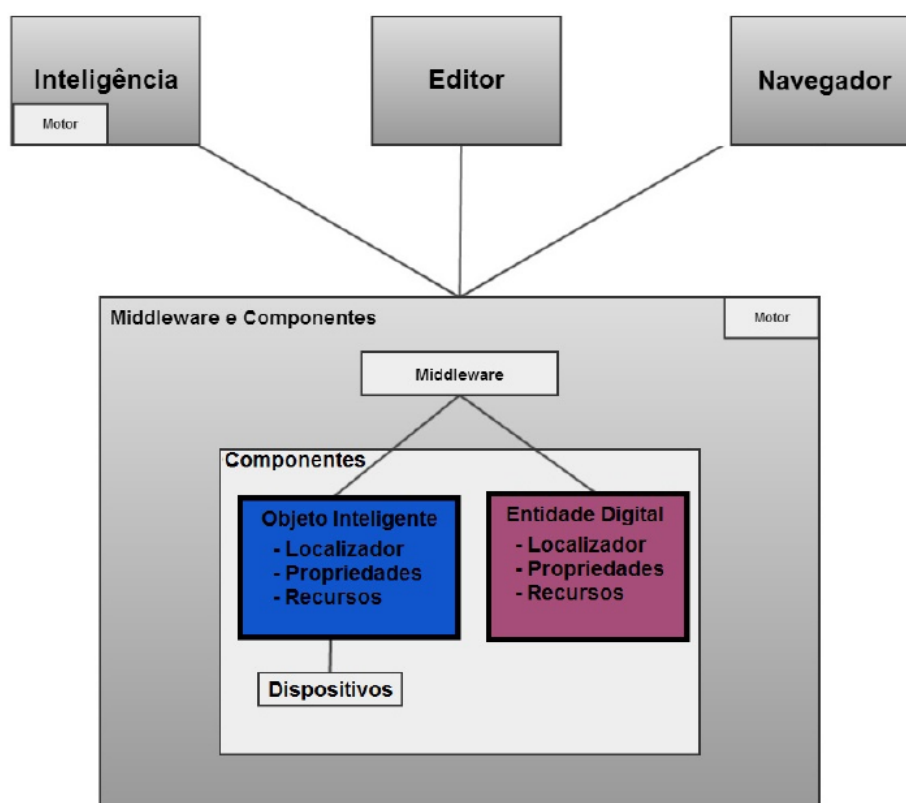 Inteligência
Motor
Editor
Navegador
Middleware e Componentes
Motor
Middleware
Componentes
Objeto Inteligente
- Localizador
- Propriedades
- Recursos
Entidade Digital
- Localizador
- Propriedades
- Recursos
Dispositivos